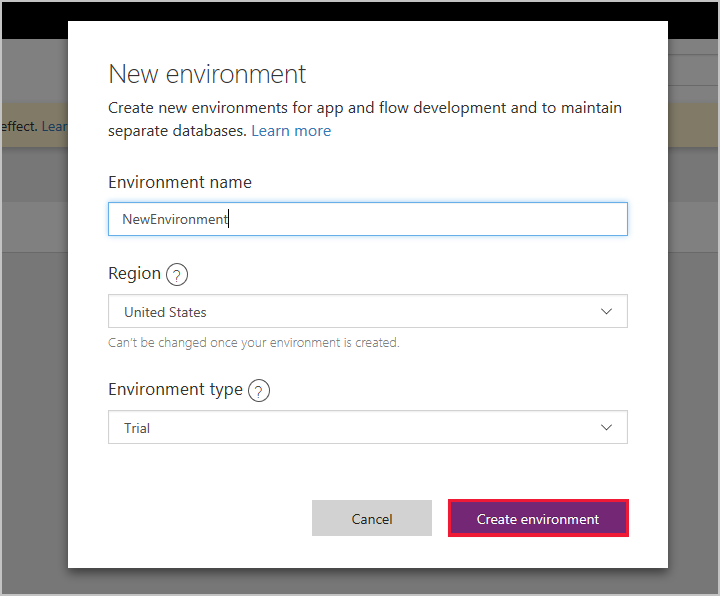 New environment
Create new environments for app and flow development and to maintain
separate databases. Learn more
effect. Lear
Environment name
NewEnvironment
Region ?
United States
Can't be changed once your environment is created.
Environment type ?
Trial
Cancel
Create environment